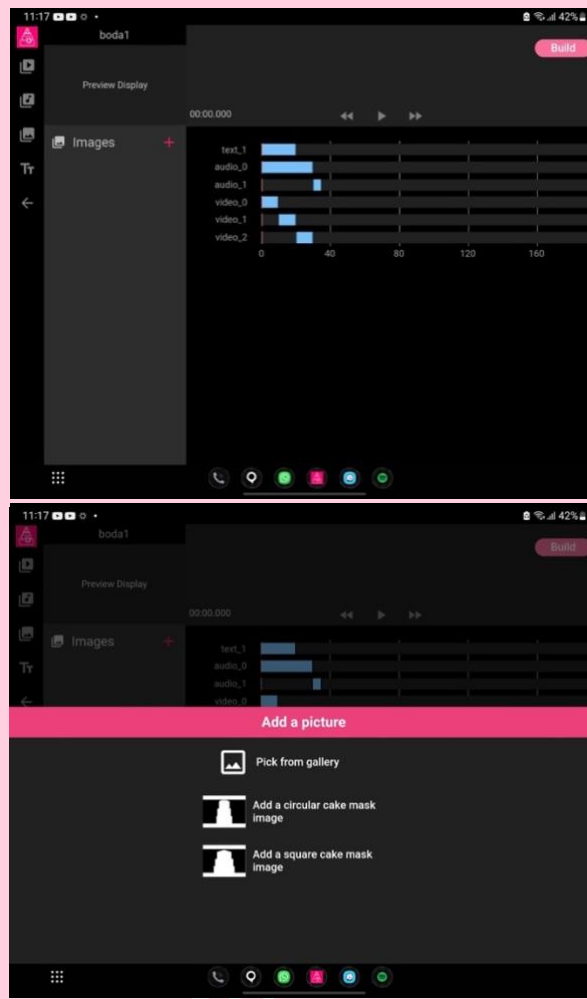 11:17
42%
boda1
Build
Preview Display
00:00.000
Images
Tт
text_1
audio_0
audio_1
video_0
video_1
video_2
0 40 80 120 160
11:17
42%
boda1
Build
Preview Display
00:00.000
Images
Tт
text_1
audio_0
audio_1
video_0
Add a picture
Pick from gallery
Add a circular cake mask
image
Add a square cake mask
image